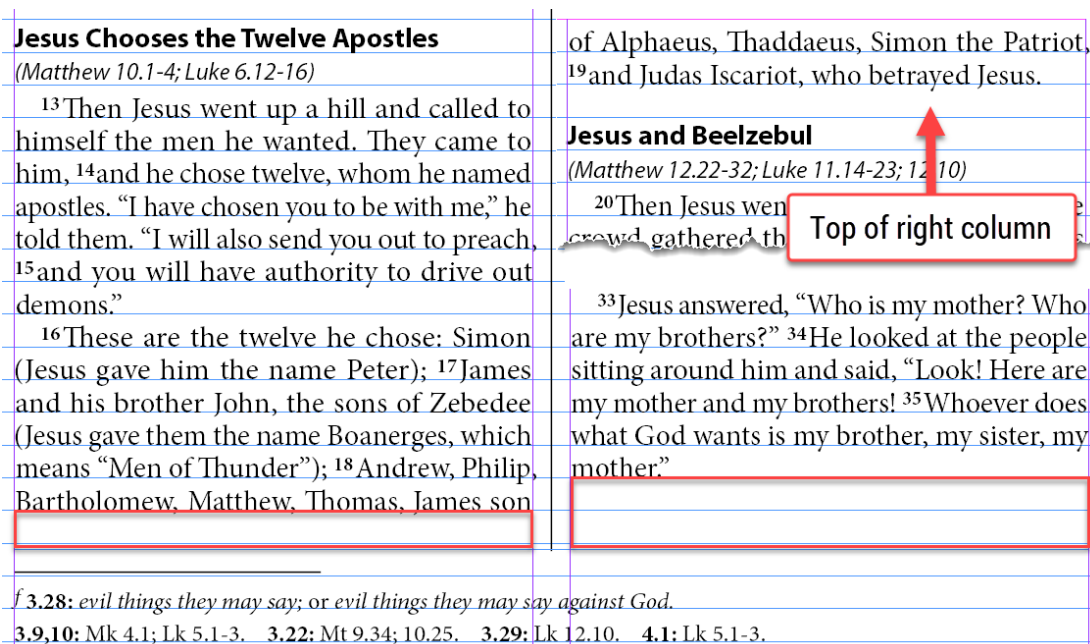 Jesus Chooses the Twelve Apostles
(Matthew 10.1-4; Luke 6.12-16)
13Then Jesus went up a hill and called to
himself the men he wanted. They came to
him, 14and he chose twelve, whom he named
apostles. “I have chosen you to be with me,” he
told them. “I will also send you out to preach,
15and you will have authority to drive out
demons.”
16These are the twelve he chose: Simon
(Jesus gave him the name Peter); 17James
and his brother John, the sons of Zebedee
(Jesus gave them the name Boanerges, which
means “Men of Thunder”); 18Andrew, Philip,
Bartholomew, Matthew, Thomas, James son
of Alphaeus, Thaddaeus, Simon the Patriot,
19and Judas Iscariot, who betrayed Jesus.
Jesus and Beelzebul
(Matthew 12.22-32; Luke 11.14-23; 12.10)
20Then Jesus wen
crowd gathered th
Top of right column
33Jesus answered, “Who is my mother? Who
are my brothers?” 34He looked at the people
sitting around him and said, “Look! Here are
my mother and my brothers! 35Whoever does
what God wants is my brother, my sister, my
mother.”
f 3.28: evil things they may say; or evil things they may say against God.
3.9,10: Mk 4.1; Lk 5.1-3. 3.22: Mt 9.34; 10.25. 3.29: Lk 12.10. 4.1: Lk 5.1-3.